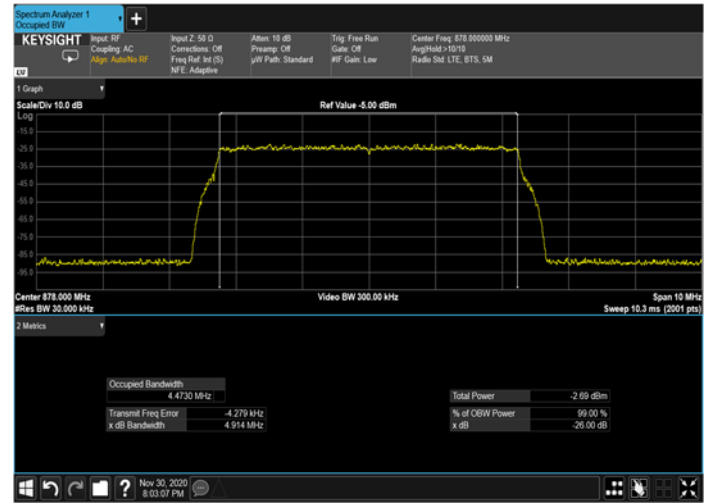 Spectrum Analyzer 1
Occupied BW
+
KEYSIGHT
LXI
Input: RF
Coupling: AC
Align: Auto/No RF
Input Z: 50 Ω
Corrections: Off
Freq Ref: Int (S)
NFE: Adaptive
Atten: 10 dB
Preamp: Off
µW Path: Standard
Trig: Free Run
Gate: Off
#IF Gain: Low
Center Freq: 878.000000 MHz
Avg|Hold:>10/10
Radio Std: LTE, BTS, 5M
1 Graph
Scale/Div 10.0 dB
Ref Value -5.00 dBm
Log
-15.0
-25.0
-35.0
-45.0
-55.0
-65.0
-75.0
-85.0
-95.0
Center 878.000 MHz
Video BW 300.00 kHz
Span 10 MHz
#Res BW 30.000 kHz
Sweep 10.3 ms (2001 pts)
2 Metrics
Occupied Bandwidth
4.4730 MHz
Total Power -2.69 dBm
Transmit Freq Error -4.279 kHz
% of OBW Power 99.00 %
x dB Bandwidth 4.914 MHz
x dB -26.00 dB
?
Nov 30, 2020
8:03:07 PM